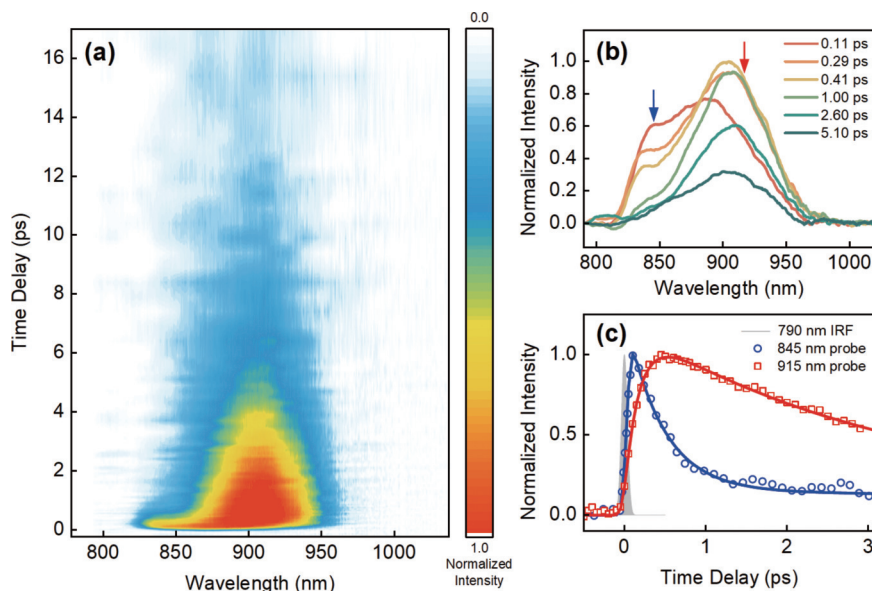 (a)
Time Delay (ps)
16
14
12
10
8
6
4
2
0
800 850 900 950 1000
Wavelength (nm)
0.0
1.0
Normalized
Intensity
(b)
Normalized Intensity
1.0
0.8
0.6
0.4
0.2
0.0
0.11 ps
0.29 ps
0.41 ps
1.00 ps
2.60 ps
5.10 ps
800 850 900 950 1000
Wavelength (nm)
(c)
Normalized Intensity
1.0
0.5
0.0
790 nm IRF
845 nm probe
915 nm probe
0 1 2 3
Time Delay (ps)